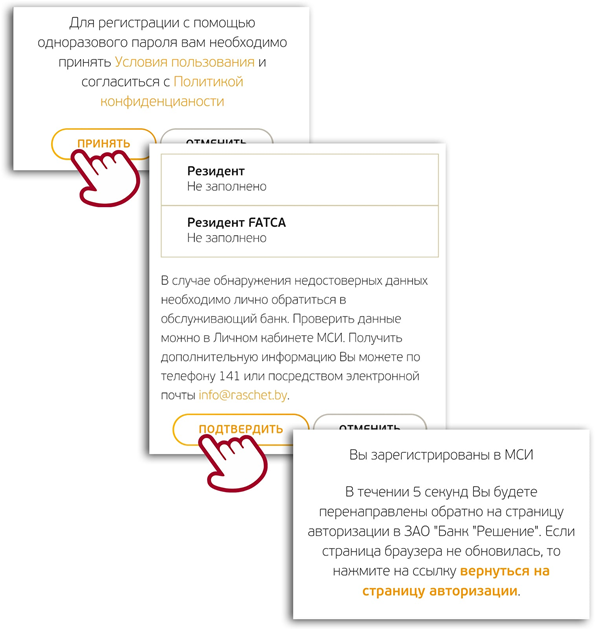 Для регистрации с помощью
одноразового пароля вам необходимо
принять Условия пользования и
согласиться с Политикой
конфиденцианости
ПРИНЯТЬ
ОТМЕНИТЬ
Резидент
Не заполнено
Резидент FATCA
Не заполнено
В случае обнаружения недостоверных данных
необходимо лично обратиться в
обслуживающий банк. Проверить данные
можно в Личном кабинете МСИ. Получить
дополнительную информацию Вы можете по
телефону 141 или посредством электронной
почты info@raschet.by.
ПОДТВЕРДИТЬ
ОТМЕНИТЬ
Вы зарегистрированы в МСИ
В течении 5 секунд Вы будете
перенаправлены обратно на страницу
авторизации в ЗАО "Банк "Решение". Если
страница браузера не обновилась, то
нажмите на ссылку вернуться на
страницу авторизации.